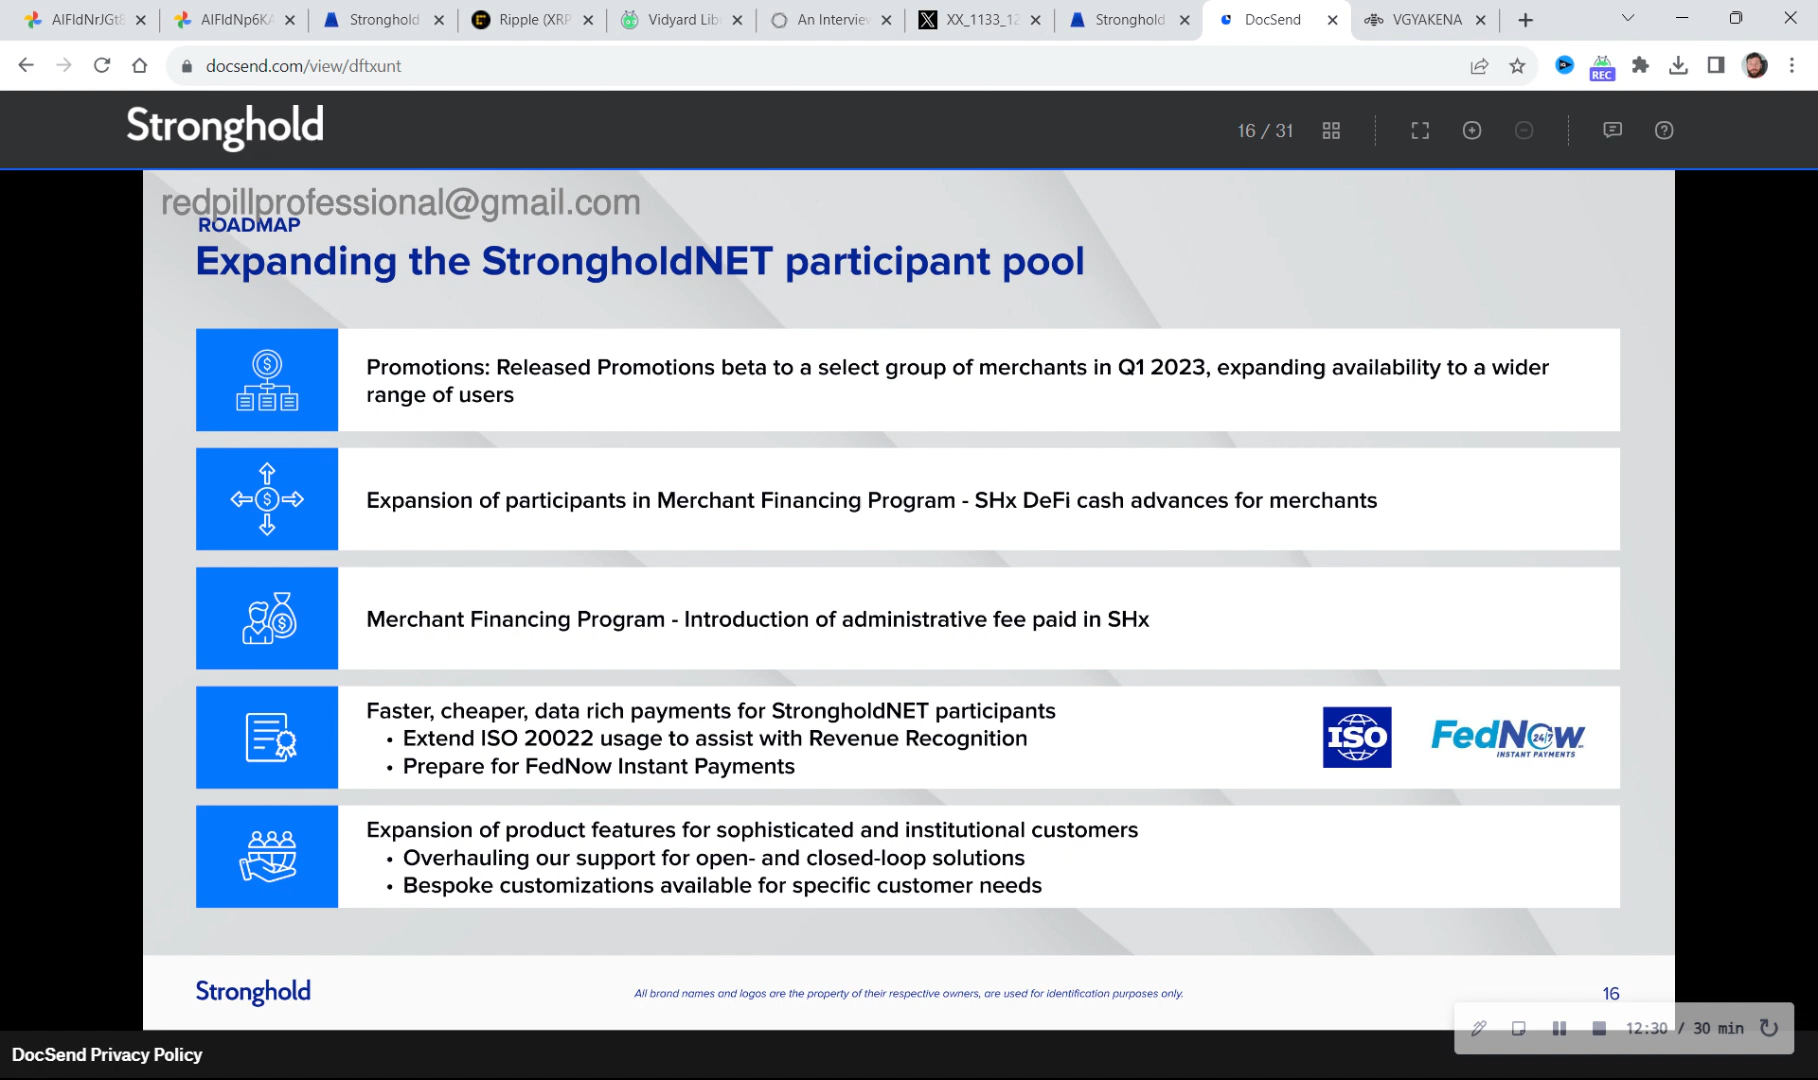 AIFIdNrJGt8
AIFIdNp6KA
Stronghold
Ripple (XRP
Vidyard Lib
An Interview
XX_1133_12
Stronghold
DocSend
VGYAKENA
docsend.com/view/dftxunt
REC
Stronghold
16 / 31
redpillprofessional@gmail.com
ROADMAP
Expanding the StrongholdNET participant pool
Promotions: Released Promotions beta to a select group of merchants in Q1 2023, expanding availability to a wider
range of users
Expansion of participants in Merchant Financing Program - SHx DeFi cash advances for merchants
Merchant Financing Program - Introduction of administrative fee paid in SHx
Faster, cheaper, data rich payments for StrongholdNET participants
• Extend ISO 20022 usage to assist with Revenue Recognition
• Prepare for FedNow Instant Payments
ISO
FedNow
24/7
INSTANT PAYMENTS
Expansion of product features for sophisticated and institutional customers
• Overhauling our support for open- and closed-loop solutions
• Bespoke customizations available for specific customer needs
Stronghold
All brand names and logos are the property of their respective owners, are used for identification purposes only.
16
12:30 / 30 min
DocSend Privacy Policy